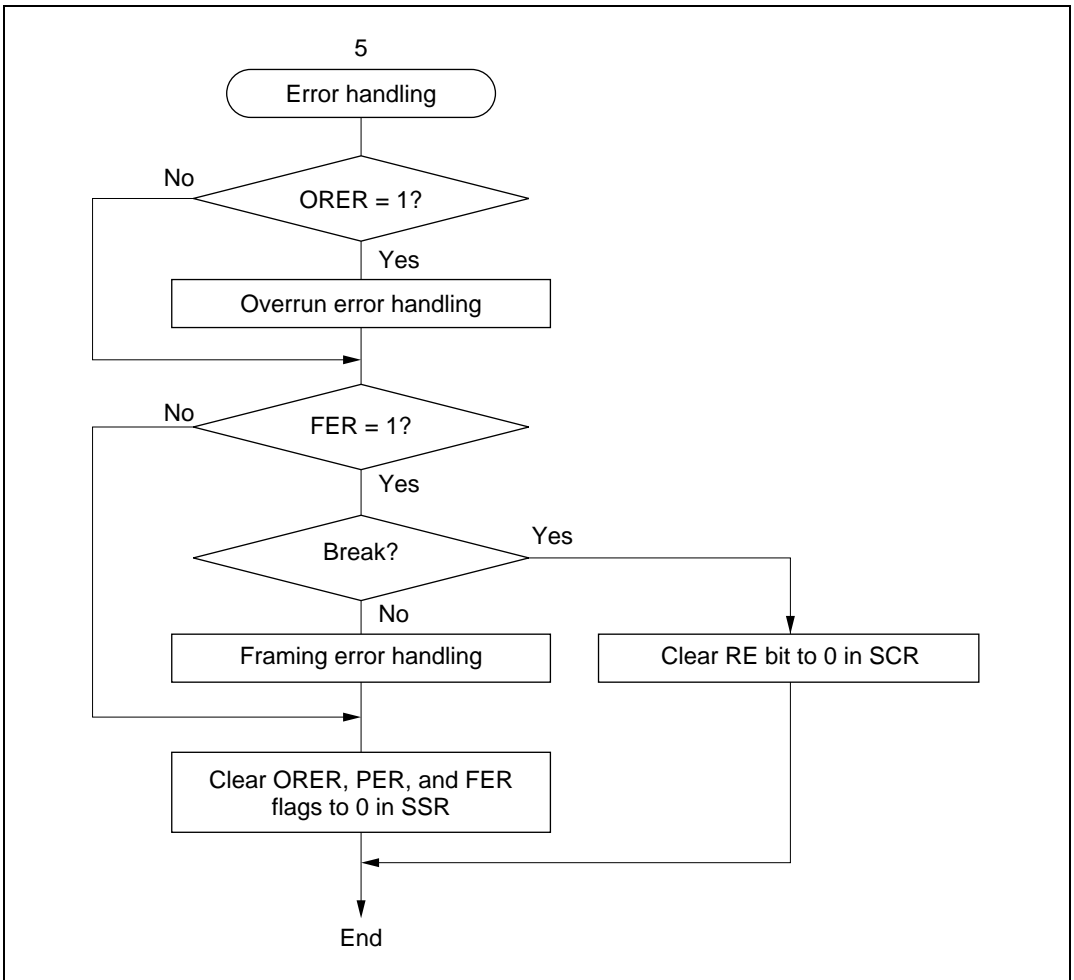 5
Error handling
No
ORER = 1?
Yes
Overrun error handling
No
FER = 1?
Yes
Break?
Yes
No
Framing error handling
Clear RE bit to 0 in SCR
Clear ORER, PER, and FER
flags to 0 in SSR
End